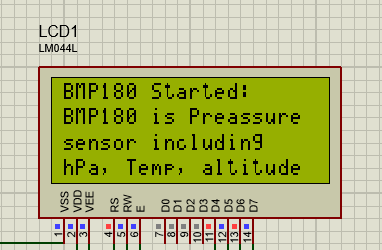 LCD1
LM044L
BMP180 Started:
BMP180 is Preassure
sensor including
hPa, Temp, altitude
VSS VDD VEE RS RW E D0 D1 D2 D3 D4 D5 D6 D7
1 2 3 4 5 6 7 8 9 10 11 12 13 14